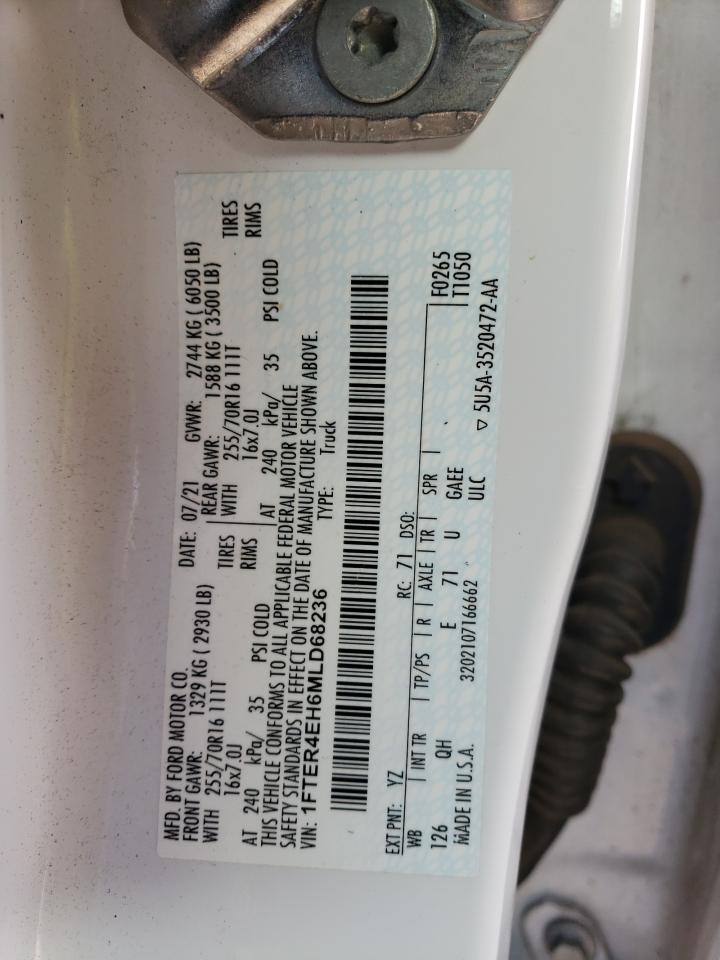 MFD. BY FORD MOTOR CO. DATE: 07/21 GVWR: 2744 KG ( 6050 LB)
FRONT GAWR: 1329 KG ( 2930 LB) REAR GAWR: 1588 KG ( 3500 LB)
WITH 255/70R16 111T TIRES WITH 255/70R16 111T TIRES
16x7.0J RIMS 16x7.0J RIMS
AT 240 kPa/ 35 PSI COLD AT 240 kPa/ 35 PSI COLD
THIS VEHICLE CONFORMS TO ALL APPLICABLE FEDERAL MOTOR VEHICLE
SAFETY STANDARDS IN EFFECT ON THE DATE OF MANUFACTURE SHOWN ABOVE.
VIN: 1FTER4EH6MLD68236 TYPE: Truck
EXT PNT: YZ RC: 71 DSO:
WB INT TR TP/PS R AXLE TR SPR F0265
126 QH E 71 U GAEE T1050
MADE IN U.S.A. 3202107166662 ULC
5U5A-3520472-AA